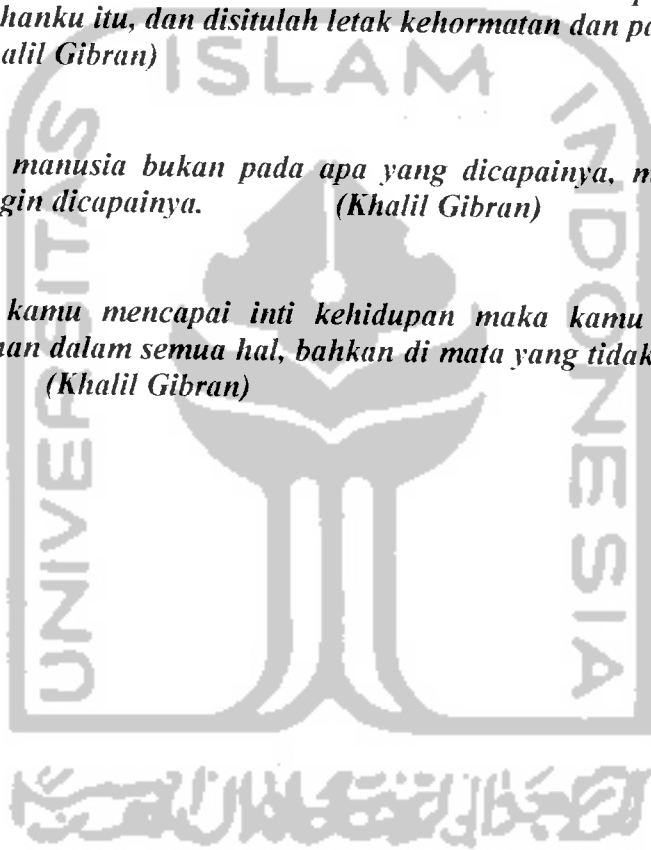 hanku itu, dan disitulah letak kehormatan dan pa
alil Gibran)
ISLAM
manusia bukan pada apa yang dicapainya, m
gin dicapainya. (Khalil Gibran)
kamu mencapai inti kehidupan maka kamu
an dalam semua hal, bahkan di mata yang tidak
(Khalil Gibran)
UNIVERSITAS
INDONESIA